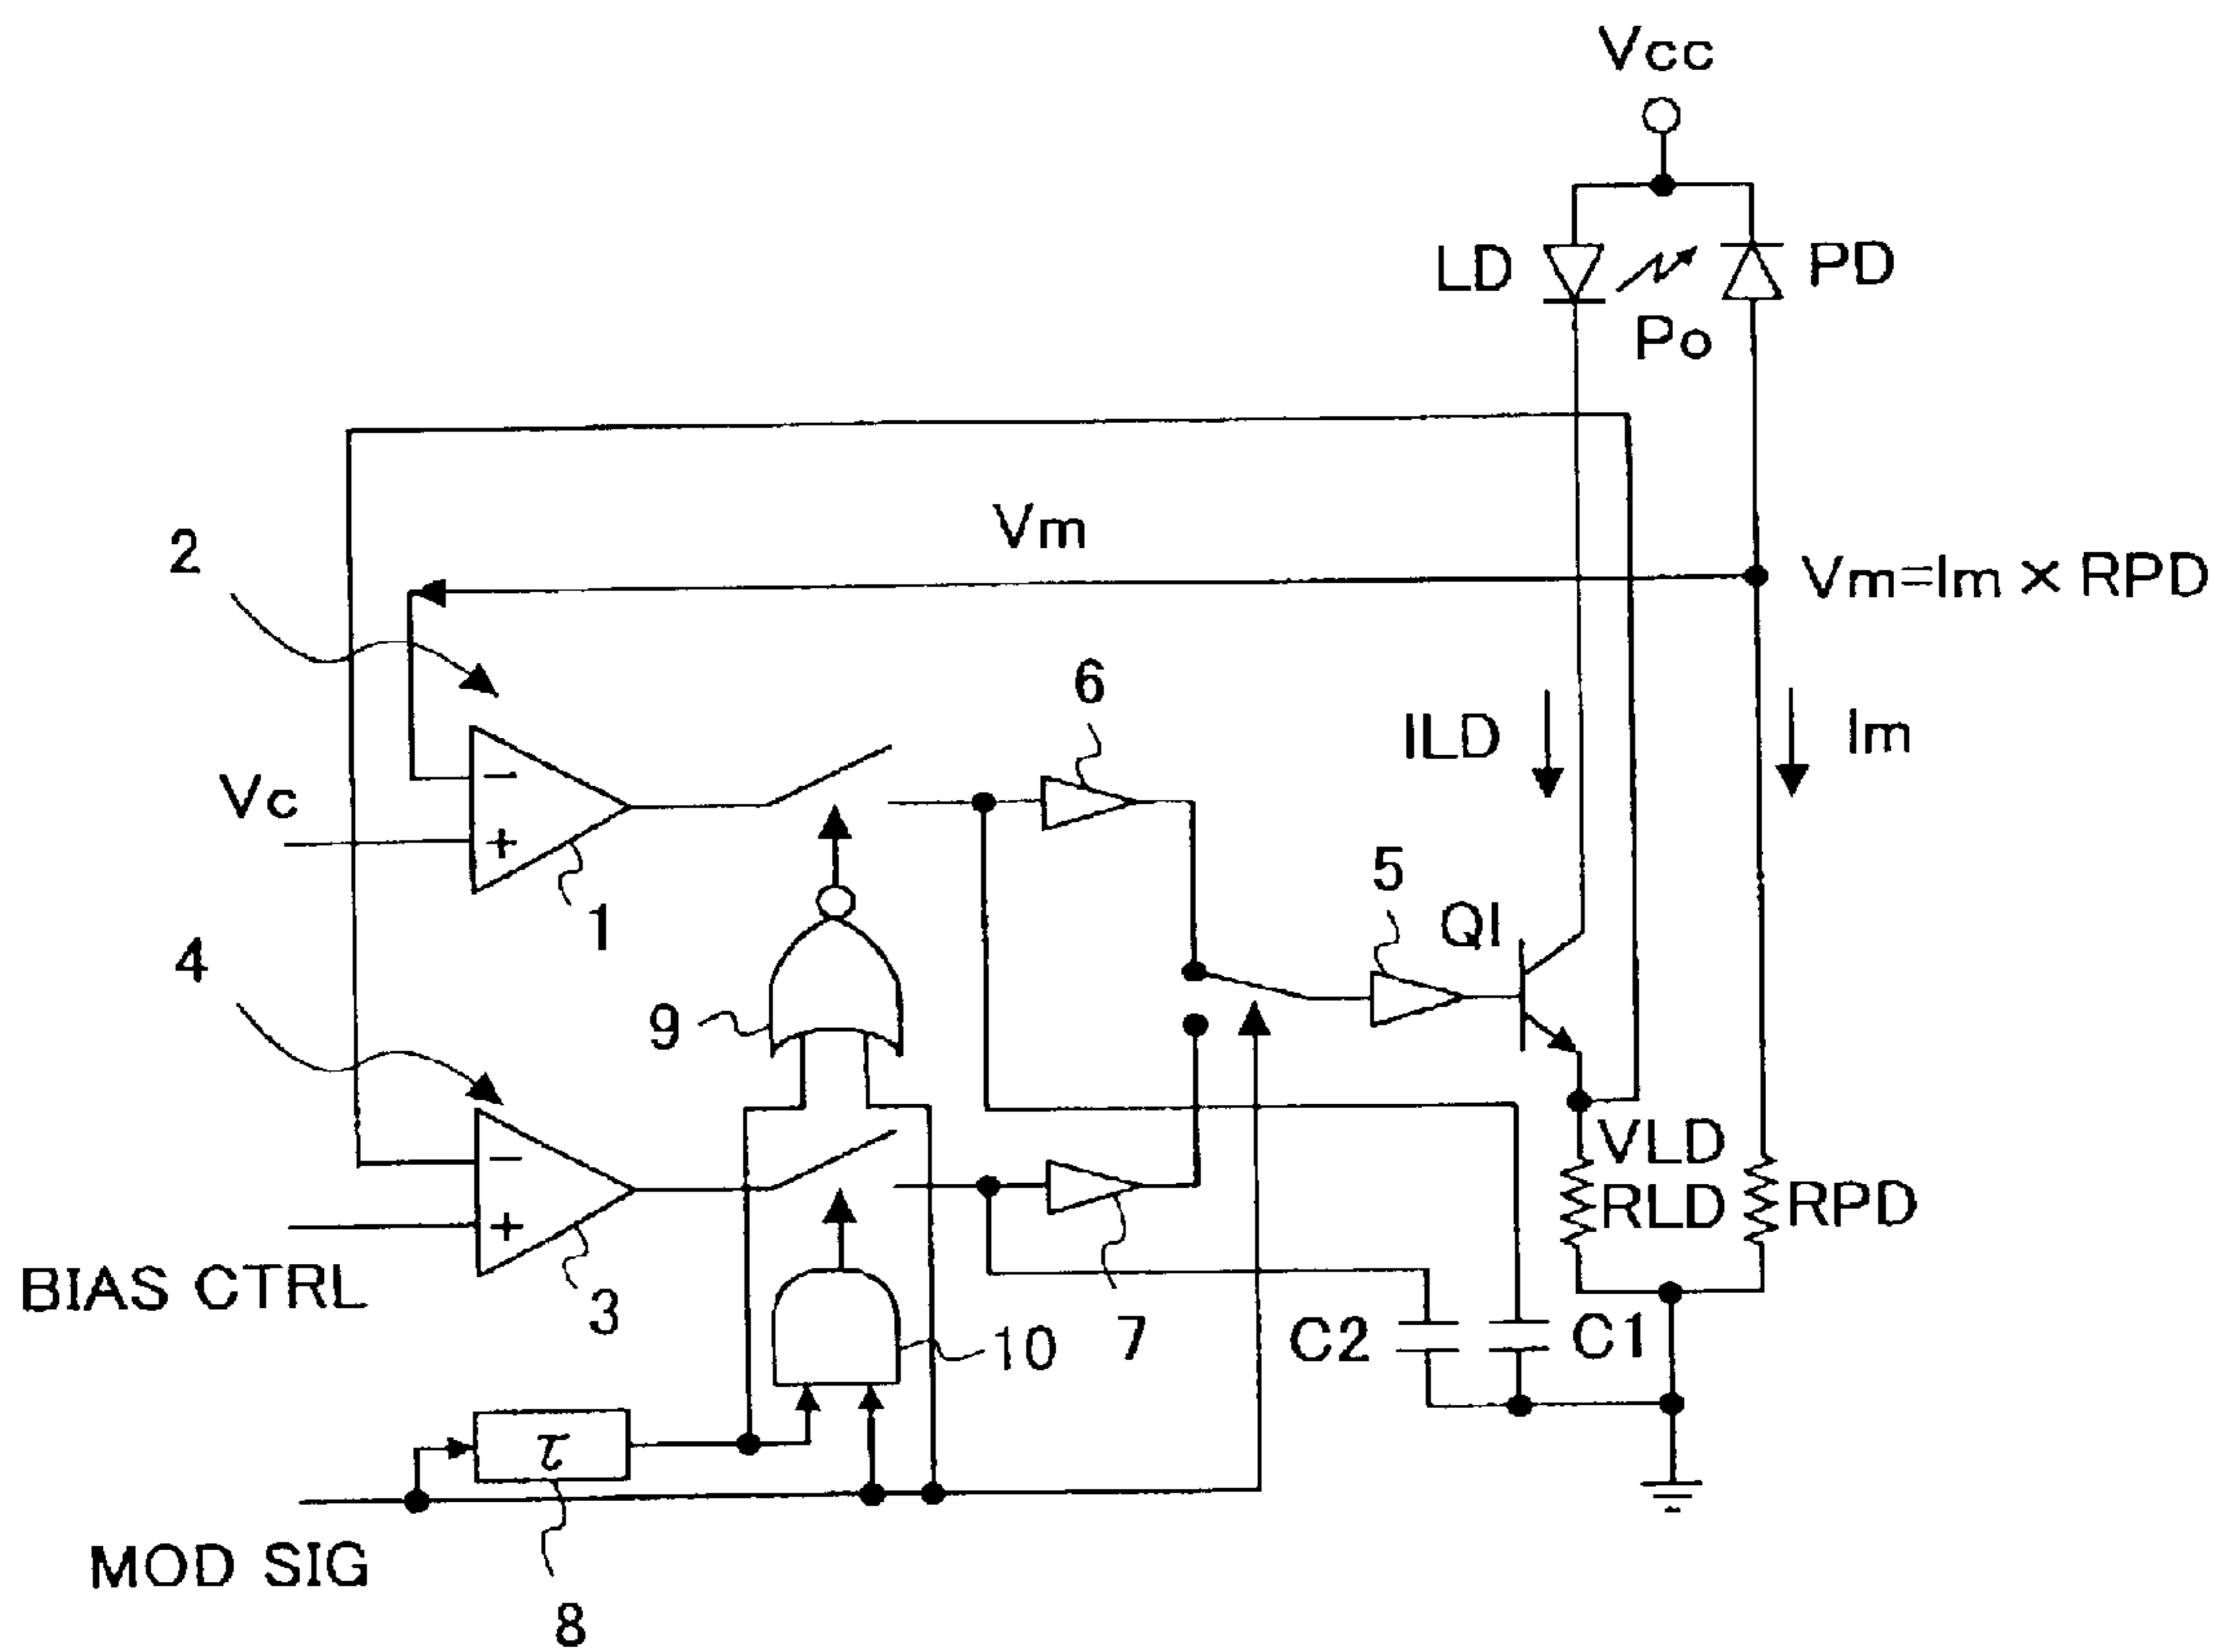 Vcc
LD
PD
Po
2
Vm
Vm=Im × RPD
6
ILD
Im
Vc
−
+
1
5
QI
4
9
VLD
−
RLD
RPD
+
BIAS CTRL
3
10
7
C2
C1
τ
MOD SIG
8